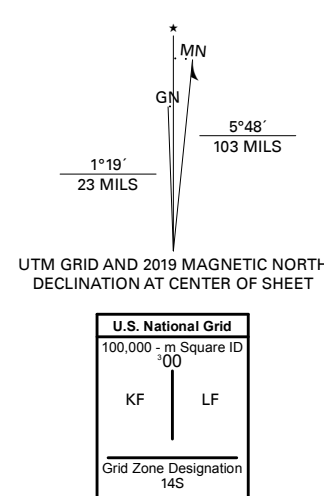 ★
MN
GN
5°48´
103 MILS
1°19´
23 MILS
UTM GRID AND 2019 MAGNETIC NORTH
DECLINATION AT CENTER OF SHEET
U.S. National Grid
100,000 - m Square ID
³00
KF LF
Grid Zone Designation
14S